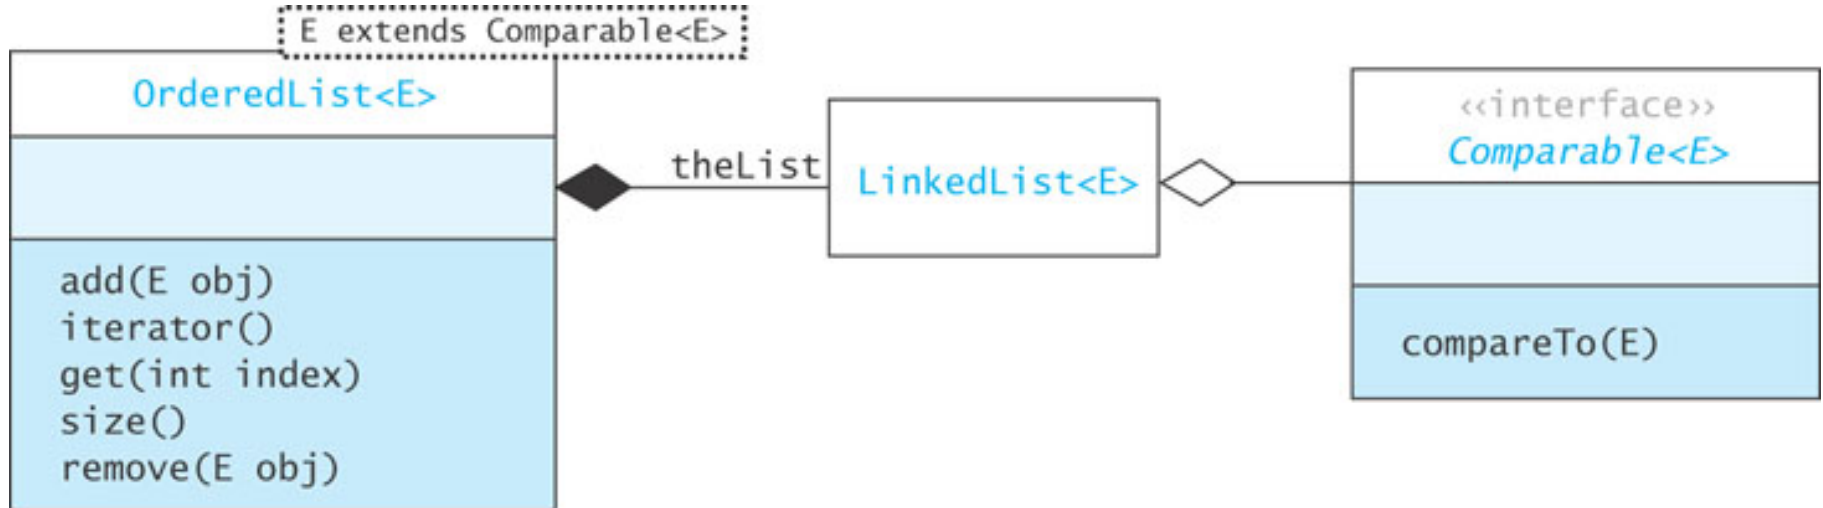 E extends Comparable<E>
OrderedList<E>
add(E obj)
iterator()
get(int index)
size()
remove(E obj)
theList
LinkedList<E>
‹‹interface››
Comparable<E>
compareTo(E)